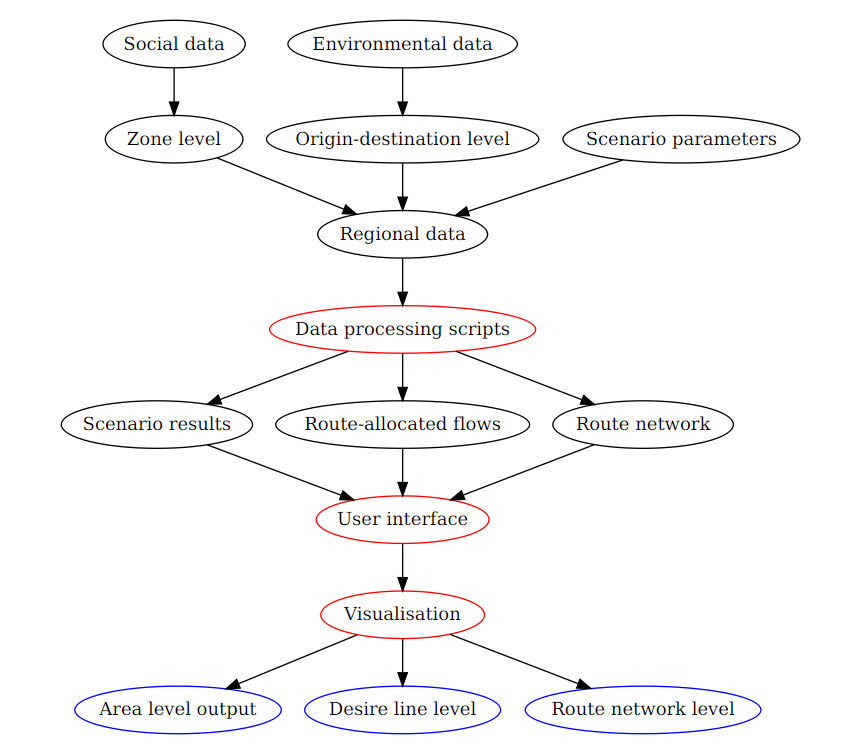 Social data
Environmental data
Zone level
Origin-destination level
Scenario parameters
Regional data
Data processing scripts
Scenario results
Route-allocated flows
Route network
User interface
Visualisation
Area level output
Desire line level
Route network level